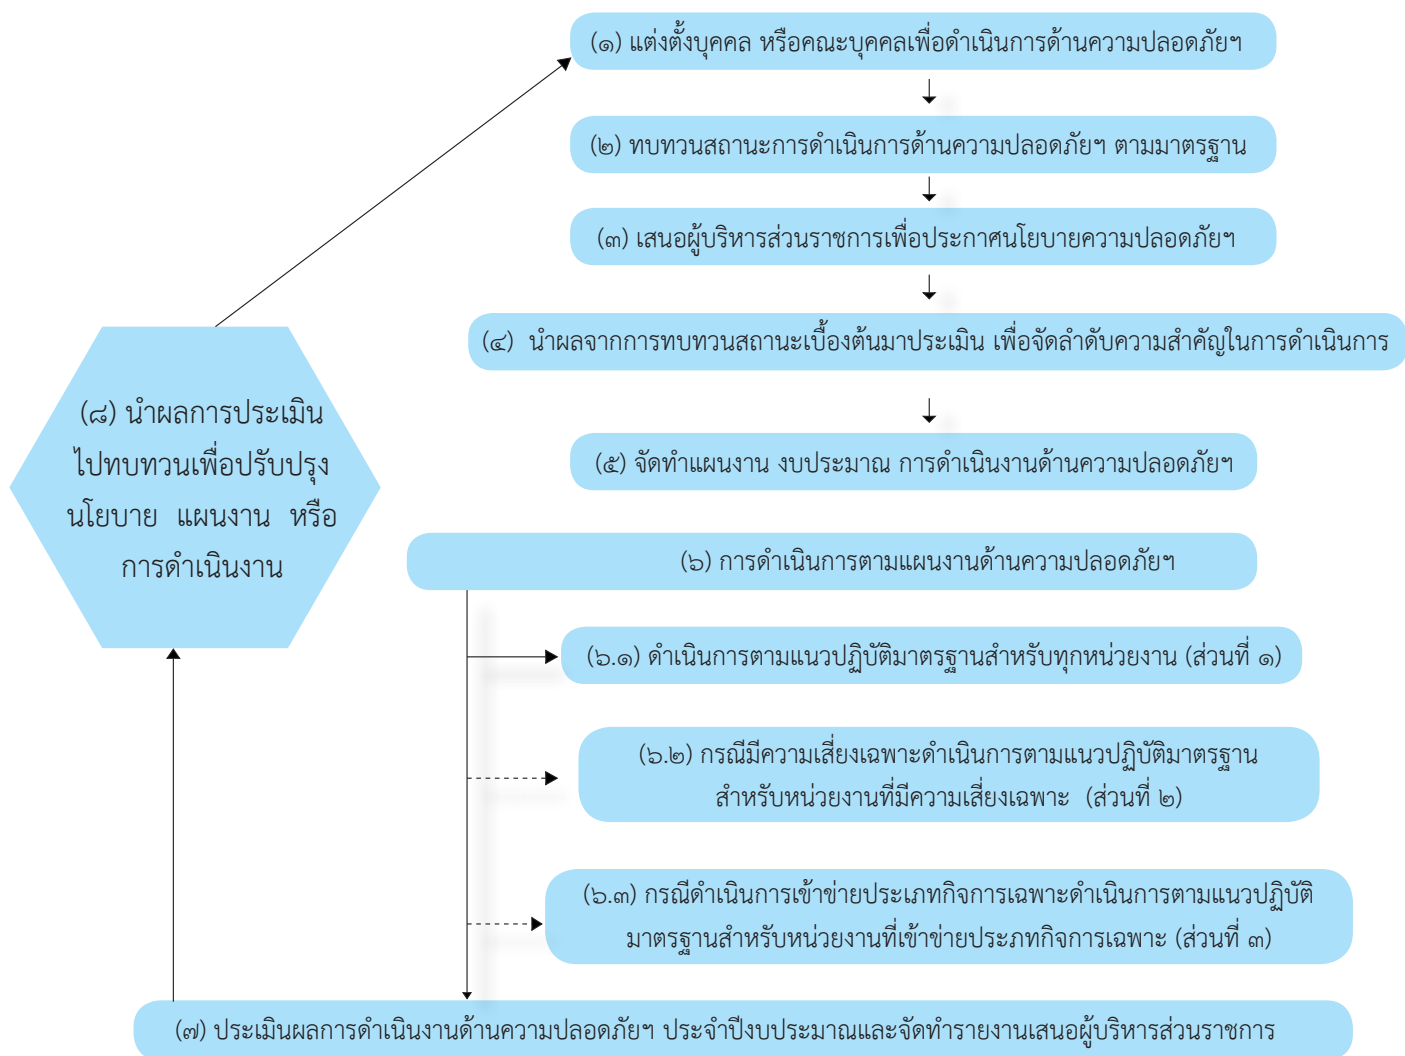 (๑) แต่งตั้งบุคคล หรือคณะบุคคลเพื่อดำเนินการด้านความปลอดภัยฯ
(๒) ทบทวนสถานะการดำเนินการด้านความปลอดภัยฯ ตามมาตรฐาน
(๓) เสนอผู้บริหารส่วนราชการเพื่อประกาศนโยบายความปลอดภัยฯ
(๔) นำผลจากการทบทวนสถานะเบื้องต้นมาประเมิน เพื่อจัดลำดับความสำคัญในการดำเนินการ
(๕) จัดทำแผนงาน งบประมาณ การดำเนินงานด้านความปลอดภัยฯ
(๖) การดำเนินการตามแผนงานด้านความปลอดภัยฯ
(๖.๑) ดำเนินการตามแนวปฏิบัติมาตรฐานสำหรับทุกหน่วยงาน (ส่วนที่ ๑)
(๖.๒) กรณีมีความเสี่ยงเฉพาะดำเนินการตามแนวปฏิบัติมาตรฐาน
สำหรับหน่วยงานที่มีความเสี่ยงเฉพาะ (ส่วนที่ ๒)
(๖.๓) กรณีดำเนินการเข้าข่ายประเภทกิจการเฉพาะดำเนินการตามแนวปฏิบัติ
มาตรฐานสำหรับหน่วยงานที่เข้าข่ายประภทกิจการเฉพาะ (ส่วนที่ ๓)
(๗) ประเมินผลการดำเนินงานด้านความปลอดภัยฯ ประจำปีงบประมาณและจัดทำรายงานเสนอผู้บริหารส่วนราชการ
(๘) นำผลการประเมิน
ไปทบทวนเพื่อปรับปรุง
นโยบาย แผนงาน หรือ
การดำเนินงาน